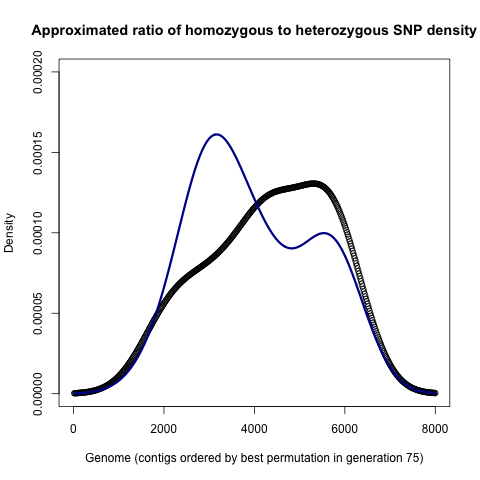 Approximated ratio of homozygous to heterozygous SNP density
0.00020
0.00015
0.00010
0.00005
0.00000
Density
0 2000 4000 6000 8000
Genome (contigs ordered by best permutation in generation 75)